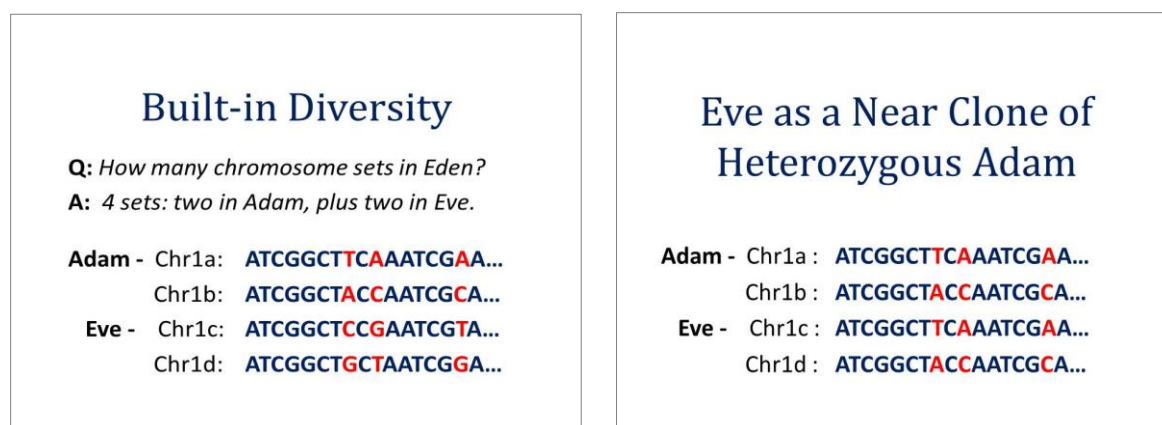 Built-in Diversity
Q: How many chromosome sets in Eden?
A: 4 sets: two in Adam, plus two in Eve.
Adam - Chr1a: ATCGGCTTCAAATCGAA...
Chr1b: ATCGGCTACCAATCGCA...
Eve - Chr1c: ATCGGCTCCGAATCGTA...
Chr1d: ATCGGCTGCTAATCGGA...
Eve as a Near Clone of
Heterozygous Adam
Adam - Chr1a : ATCGGCTTCAAATCGAA...
Chr1b : ATCGGCTACCAATCGCA...
Eve - Chr1c : ATCGGCTTCAAATCGAA...
Chr1d : ATCGGCTACCAATCGCA...